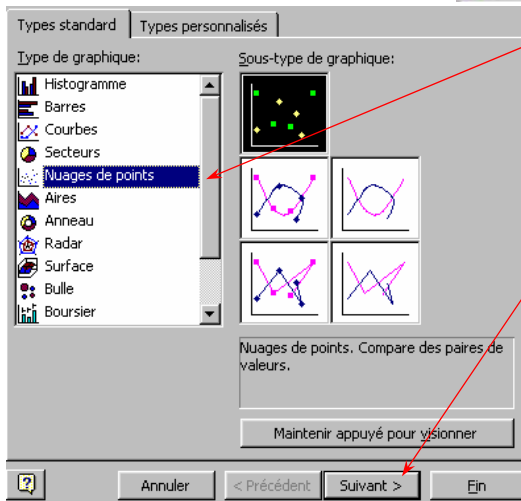 Types standard Types personnalisés
Type de graphique:
Histogramme
Barres
Courbes
Secteurs
Nuages de points
Aires
Anneau
Radar
Surface
Bulle
Boursier
Sous-type de graphique:
Nuages de points. Compare des paires de
valeurs.
Maintenir appuyé pour visionner
? Annuler < Précédent Suivant > Fin